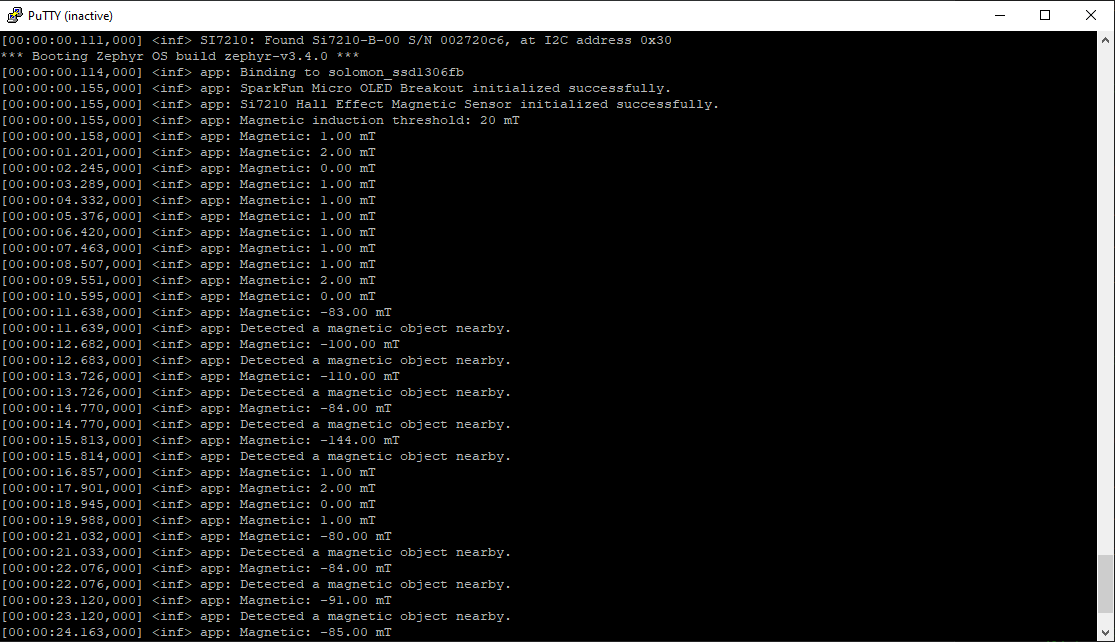 PuTTY (inactive)
[00:00:00.111,000] <inf> SI7210: Found Si7210-B-00 S/N 002720c6, at I2C address 0x30
*** Booting Zephyr OS build zephyr-v3.4.0 ***
[00:00:00.114,000] <inf> app: Binding to solomon_ssd1306fb
[00:00:00.155,000] <inf> app: SparkFun Micro OLED Breakout initialized successfully.
[00:00:00.155,000] <inf> app: Si7210 Hall Effect Magnetic Sensor initialized successfully.
[00:00:00.155,000] <inf> app: Magnetic induction threshold: 20 mT
[00:00:00.158,000] <inf> app: Magnetic: 1.00 mT
[00:00:01.201,000] <inf> app: Magnetic: 2.00 mT
[00:00:02.245,000] <inf> app: Magnetic: 0.00 mT
[00:00:03.289,000] <inf> app: Magnetic: 1.00 mT
[00:00:04.332,000] <inf> app: Magnetic: 1.00 mT
[00:00:05.376,000] <inf> app: Magnetic: 1.00 mT
[00:00:06.420,000] <inf> app: Magnetic: 1.00 mT
[00:00:07.463,000] <inf> app: Magnetic: 1.00 mT
[00:00:08.507,000] <inf> app: Magnetic: 1.00 mT
[00:00:09.551,000] <inf> app: Magnetic: 2.00 mT
[00:00:10.595,000] <inf> app: Magnetic: 0.00 mT
[00:00:11.638,000] <inf> app: Magnetic: -83.00 mT
[00:00:11.639,000] <inf> app: Detected a magnetic object nearby.
[00:00:12.682,000] <inf> app: Magnetic: -100.00 mT
[00:00:12.683,000] <inf> app: Detected a magnetic object nearby.
[00:00:13.726,000] <inf> app: Magnetic: -110.00 mT
[00:00:13.726,000] <inf> app: Detected a magnetic object nearby.
[00:00:14.770,000] <inf> app: Magnetic: -84.00 mT
[00:00:14.770,000] <inf> app: Detected a magnetic object nearby.
[00:00:15.813,000] <inf> app: Magnetic: -144.00 mT
[00:00:15.814,000] <inf> app: Detected a magnetic object nearby.
[00:00:16.857,000] <inf> app: Magnetic: 1.00 mT
[00:00:17.901,000] <inf> app: Magnetic: 2.00 mT
[00:00:18.945,000] <inf> app: Magnetic: 0.00 mT
[00:00:19.988,000] <inf> app: Magnetic: 1.00 mT
[00:00:21.032,000] <inf> app: Magnetic: -80.00 mT
[00:00:21.033,000] <inf> app: Detected a magnetic object nearby.
[00:00:22.076,000] <inf> app: Magnetic: -84.00 mT
[00:00:22.076,000] <inf> app: Detected a magnetic object nearby.
[00:00:23.120,000] <inf> app: Magnetic: -91.00 mT
[00:00:23.120,000] <inf> app: Detected a magnetic object nearby.
[00:00:24.163,000] <inf> app: Magnetic: -85.00 mT